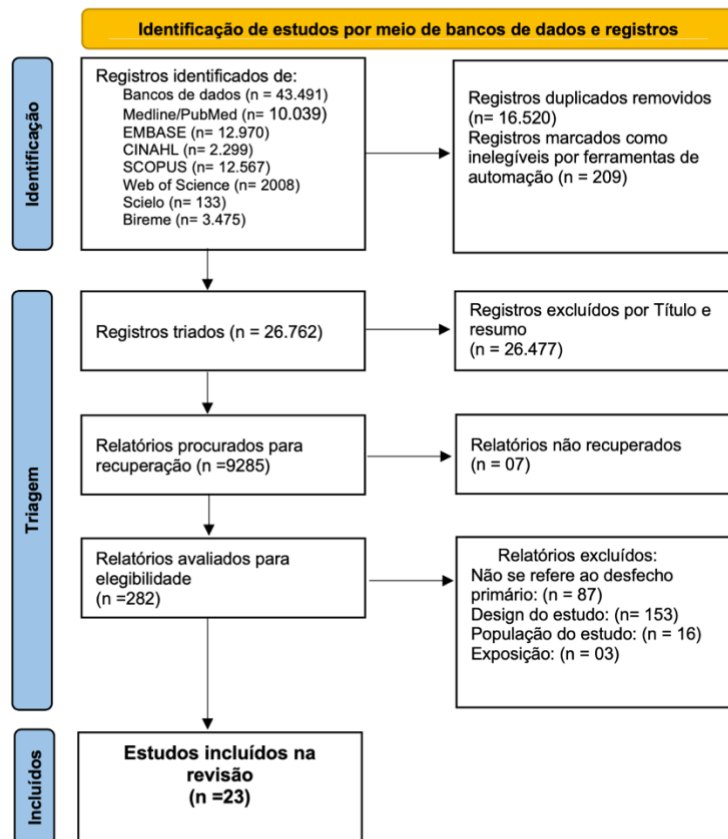 Identificação de estudos por meio de bancos de dados e registros
Identificação
Registros identificados de:
Bancos de dados (n = 43.491)
Medline/PubMed (n= 10.039)
EMBASE (n= 12.970)
CINAHL (n= 2.299)
SCOPUS (n= 12.567)
Web of Science (n= 2008)
Scielo (n= 133)
Bireme (n= 3.475)
Registros duplicados removidos
(n= 16.520)
Registros marcados como
inelegíveis por ferramentas de
automação (n = 209)
Triagem
Registros triados (n = 26.762)
Registros excluídos por Título e
resumo
(n = 26.477)
Relatórios procurados para
recuperação (n =9285)
Relatórios não recuperados
(n = 07)
Relatórios avaliados para
elegibilidade
(n =282)
Relatórios excluídos:
Não se refere ao desfecho
primário: (n = 87)
Design do estudo: (n= 153)
População do estudo: (n = 16)
Exposição: (n = 03)
Incluídos
Estudos incluídos na
revisão
(n =23)